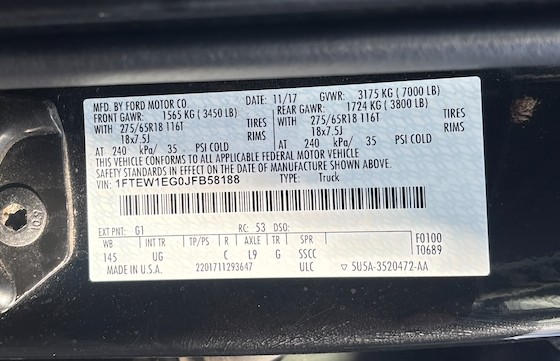 MFD. BY FORD MOTOR CO. DATE: 11/17 GVWR: 3175 KG ( 7000 LB)
FRONT GAWR: 1565 KG ( 3450 LB) REAR GAWR: 1724 KG ( 3800 LB)
WITH 275/65R18 116T TIRES WITH 275/65R18 116T TIRES
18x7.5J RIMS 18x7.5J RIMS
AT 240 kPa/ 35 PSI COLD AT 240 kPa/ 35 PSI COLD
THIS VEHICLE CONFORMS TO ALL APPLICABLE FEDERAL MOTOR VEHICLE
SAFETY STANDARDS IN EFFECT ON THE DATE OF MANUFACTURE SHOWN ABOVE.
VIN: 1FTEW1EG0JFB58188 TYPE: Truck
EXT PNT: G1 RC: 53 DSO: F0100
WB INT TR TP/PS R AXLE TR SPR T0689
145 UG C L9 G SSCC
MADE IN U.S.A. 2201711293647 ULC ▽ 5U5A-3520472-AA